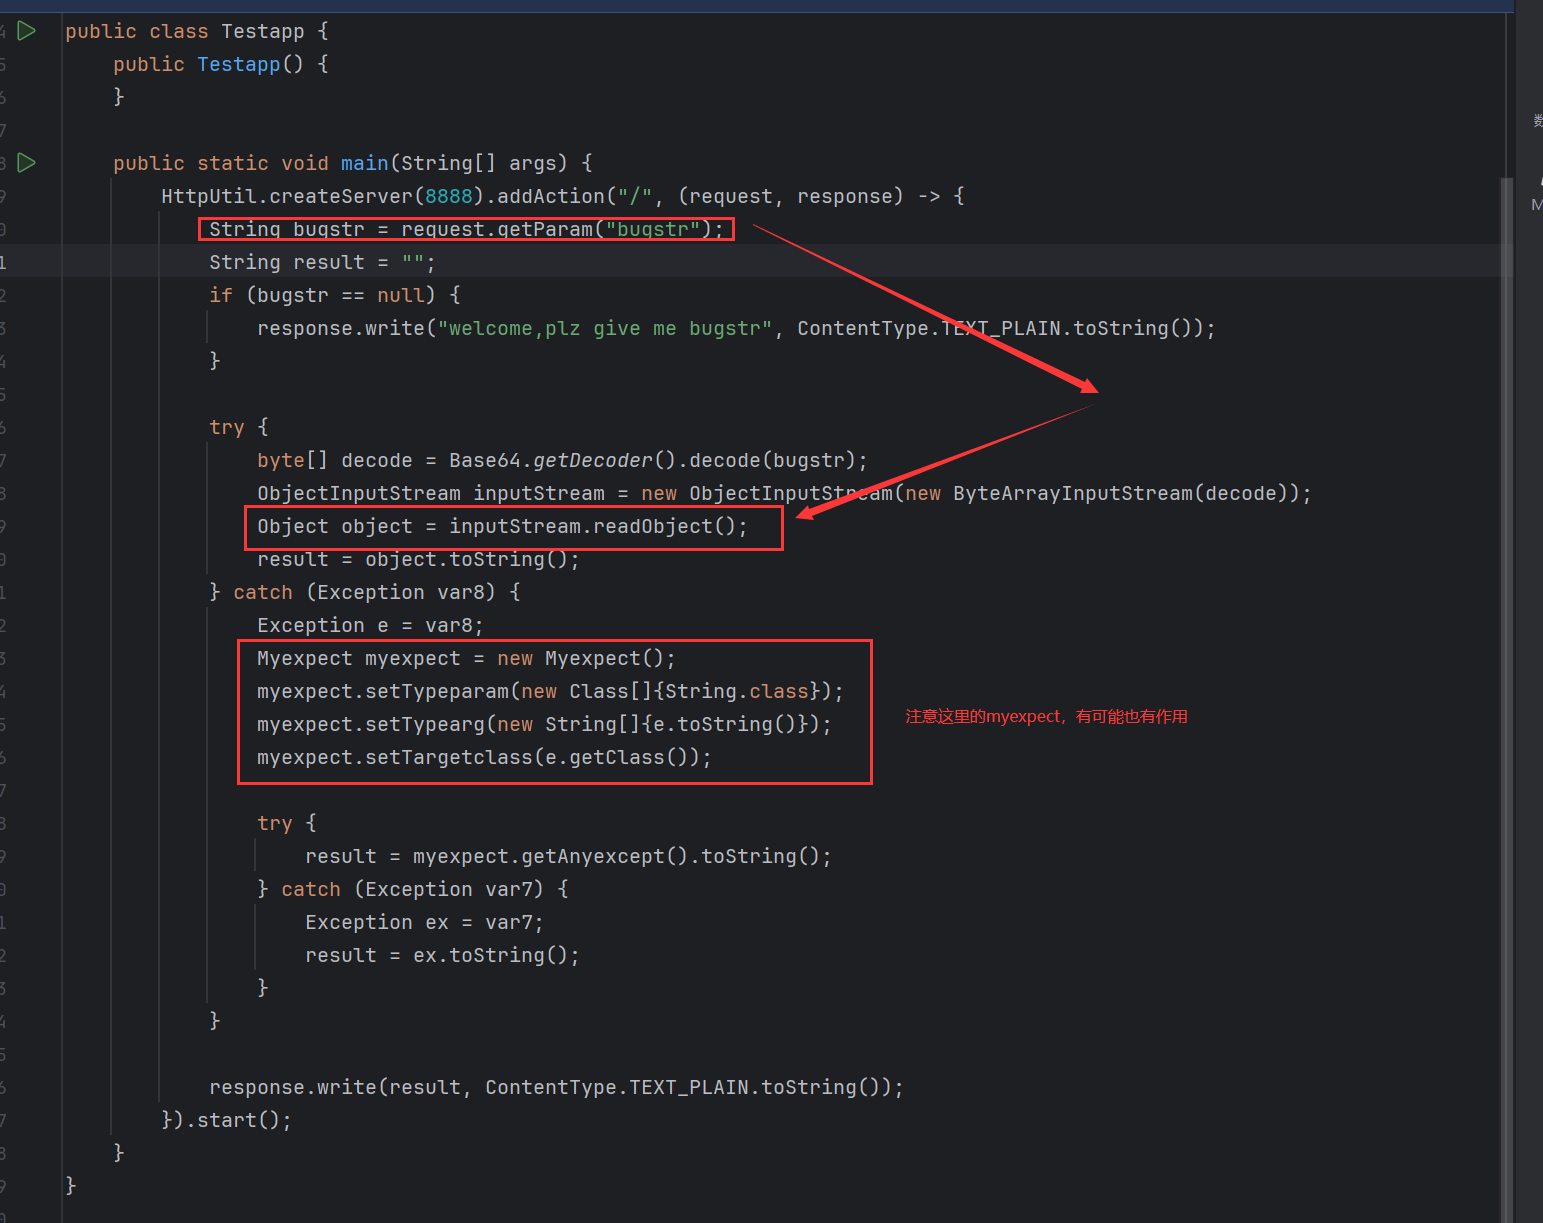 public class Testapp {
public Testapp() {
}
public static void main(String[] args) {
HttpUtil.createServer(8888).addAction("/", (request, response) -> {
String bugstr = request.getParam("bugstr");
String result = "";
if (bugstr == null) {
response.write("welcome,plz give me bugstr", ContentType.TEXT_PLAIN.toString());
}
try {
byte[] decode = Base64.getDecoder().decode(bugstr);
ObjectInputStream inputStream = new ObjectInputStream(new ByteArrayInputStream(decode));
Object object = inputStream.readObject();
result = object.toString();
} catch (Exception var8) {
Exception e = var8;
Myexpect myexpect = new Myexpect();
myexpect.setTypeparam(new Class[]{String.class});
myexpect.setTypearg(new String[]{e.toString()});
注意这里的myexpect，有可能也有作用
myexpect.setTargetclass(e.getClass());
try {
result = myexpect.getAnyexcept().toString();
} catch (Exception var7) {
Exception ex = var7;
result = ex.toString();
}
}
response.write(result, ContentType.TEXT_PLAIN.toString());
}).start();
}
}